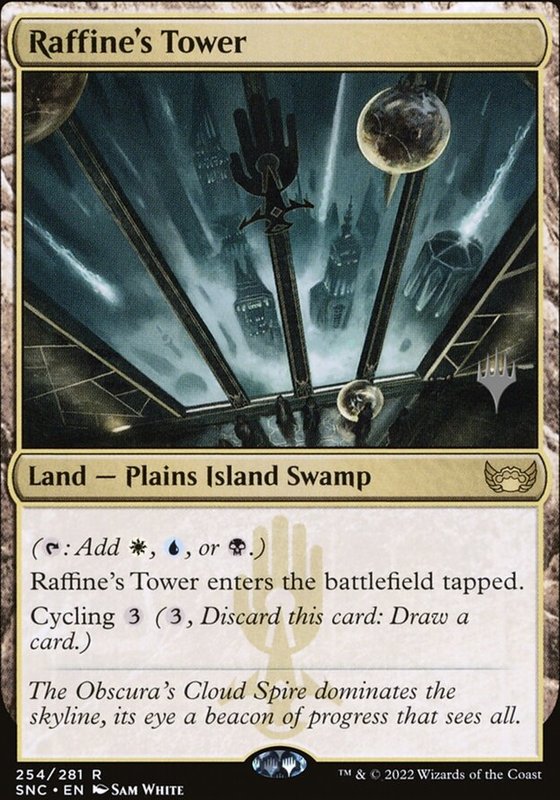 Raffine's Tower
Land — Plains Island Swamp
(: Add , , or .)
Raffine's Tower enters the battlefield tapped.
Cycling 3 (3, Discard this card: Draw a
card.)
The Obscura's Cloud Spire dominates the
skyline, its eye a beacon of progress that sees all.
254/281 R
SNC • EN Sam White
™ & © 2022 Wizards of the Coast